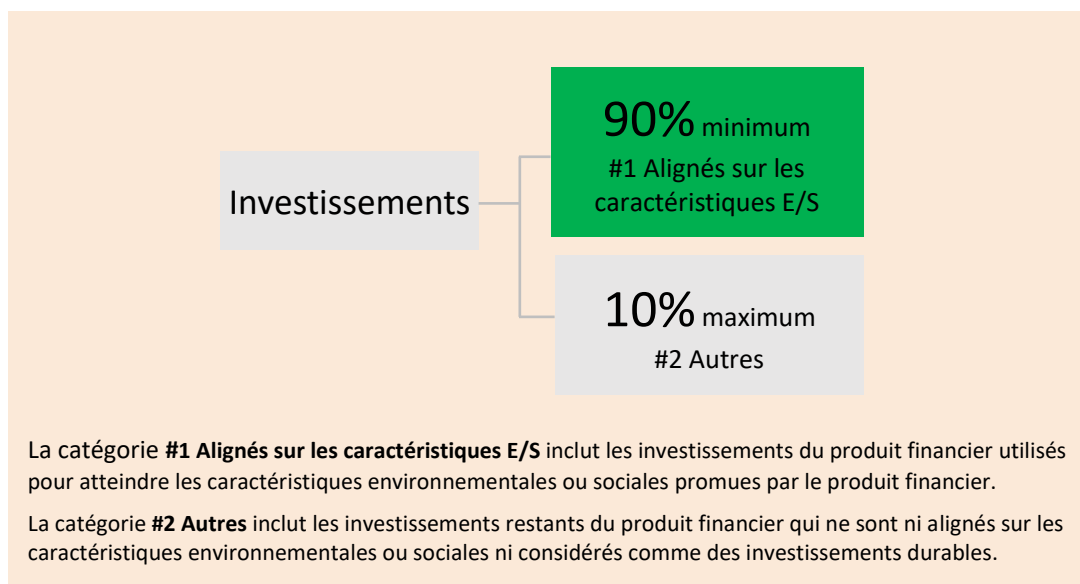 90% minimum
#1 Alignés sur les
caractéristiques E/S
Investissements
10% maximum
#2 Autres
La catégorie #1 Alignés sur les caractéristiques E/S inclut les investissements du produit financier utilisés
pour atteindre les caractéristiques environnementales ou sociales promues par le produit financier.
La catégorie #2 Autres inclut les investissements restants du produit financier qui ne sont ni alignés sur les
caractéristiques environnementales ou sociales ni considérés comme des investissements durables.